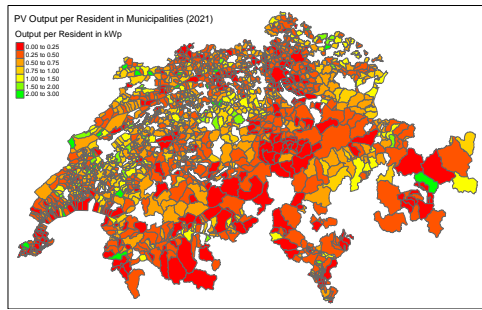 PV Output per Resident in Municipalities (2021)
Output per Resident in kWp
0.00 to 0.25
0.25 to 0.50
0.50 to 0.75
0.75 to 1.00
1.00 to 1.50
1.50 to 2.00
2.00 to 3.00